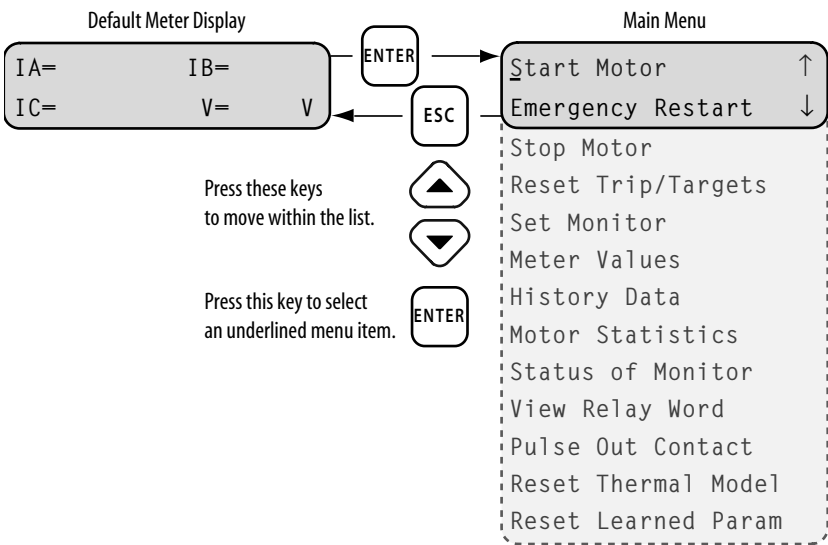 Default Meter Display
IA= IB=
IC= V= V
ENTER
ESC
Press these keys
to move within the list.
Press this key to select
an underlined menu item.
ENTER
Main Menu
Start Motor ↑
Emergency Restart ↓
Stop Motor
Reset Trip/Targets
Set Monitor
Meter Values
History Data
Motor Statistics
Status of Monitor
View Relay Word
Pulse Out Contact
Reset Thermal Model
Reset Learned Param